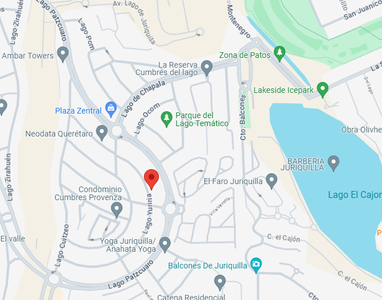 Lago Zirahuén
Lago Patzcuaro
Av.
Lago de Juriquilla
Montenegro
San Juanico
Lago Pom
Ambar Towers
La Reserva
Cumbres del lago
Zona de Patos
Lakeside Icepark
Lago de Chapala
Lago Ocom
Plaza Zentral
Parque del
Lago Temático
Cto. Balcones
Neodata Querétaro
Obra Olivhe
BARBERIA
JURIQUILLA
Lago Zirahuén
El Faro Juriquilla
Condominio
Cumbres Provenza
Lago Yuriria
Lago El Cajon
El valle
Lago Cuitzeo
Yoga Juriquilla/
Anahata Yoga
C. el Cajón
Balcones De Juriquilla
C. el Cajón
Lago Patzcuaro
Catena Residencial